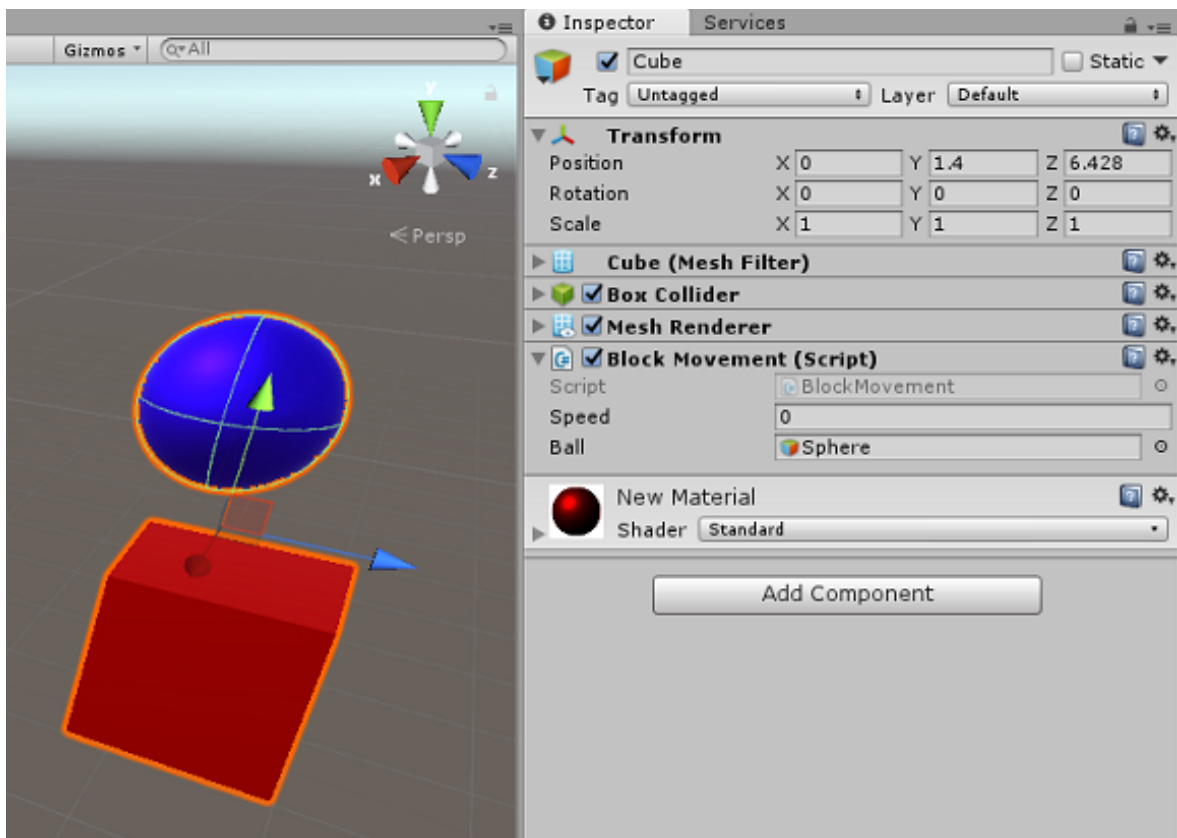 Gizmos All
y
x z
Persp
Inspector Services
Cube Static
Tag Untagged Layer Default
Transform
Position X 0 Y 1.4 Z 6.428
Rotation X 0 Y 0 Z 0
Scale X 1 Y 1 Z 1
Cube (Mesh Filter)
Box Collider
Mesh Renderer
Block Movement (Script)
Script BlockMovement
Speed 0
Ball Sphere
New Material
Shader Standard
Add Component